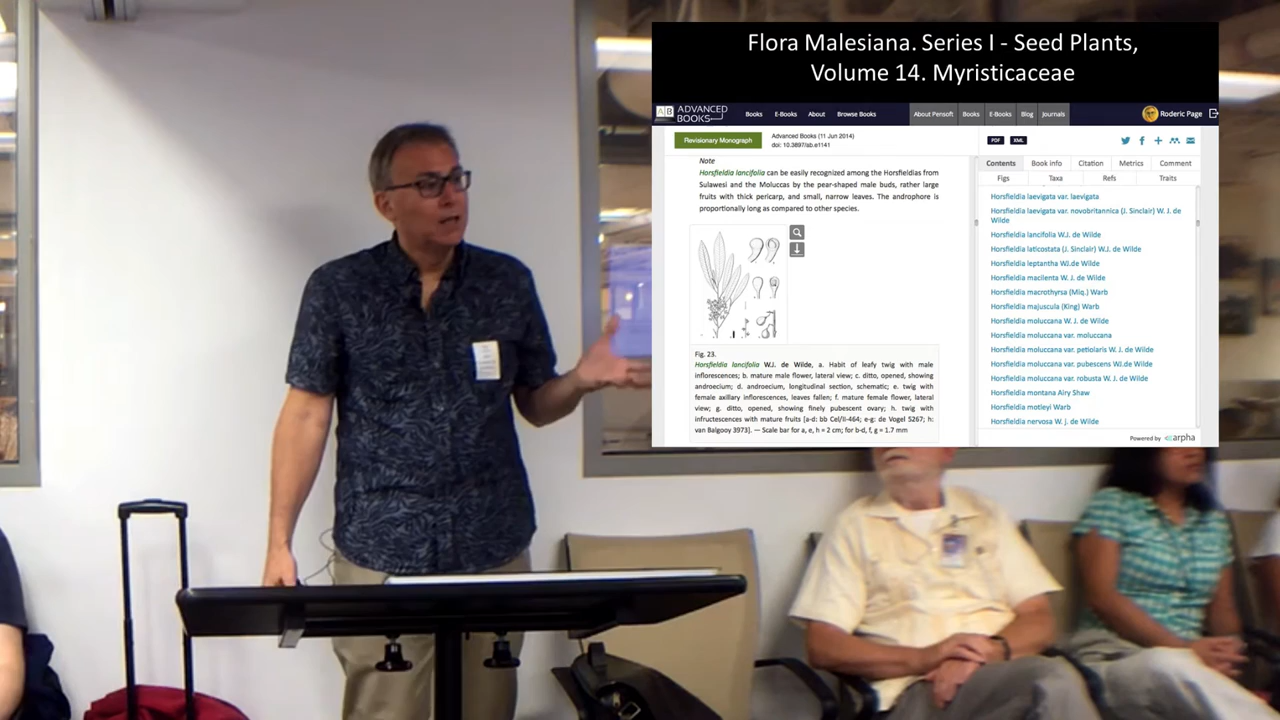 Flora Malesiana. Series I - Seed Plants,
Volume 14. Myristicaceae
AB ADVANCED BOOKS
Books E-Books About Browse Books
About Pensoft Books E-Books Blog Journals
Roderic Page
Revisionary Monograph
Advanced Books (11 Jun 2014)
doi: 10.3897/ab.e1141
PDF XML
Note
Horsfieldia lancifolia can be easily recognized among the Horsfieldias from
Sulawesi and the Moluccas by the pear-shaped male buds, rather large
fruits with thick pericarp, and small, narrow leaves. The androphore is
proportionally long as compared to other species.
Fig. 23.
Horsfieldia lancifolia W.J. de Wilde, a. Habit of leafy twig with male
inflorescences; b. mature male flower, lateral view; c. ditto, opened, showing
androecium; d. androecium, longitudinal section, schematic; e. twig with
female axillary inflorescences, leaves fallen; f. mature female flower, lateral
view; g. ditto, opened, showing finely pubescent ovary; h. twig with
infructescences with mature fruits [a-d: bb Cel/II-464; e-g: de Vogel 5267; h:
van Balgooy 3973]. — Scale bar for a, e, h = 2 cm; for b-d, f, g = 1.7 mm
Contents Book info Citation Metrics Comment
Figs Taxa Refs Traits
Horsfieldia laevigata var. laevigata
Horsfieldia laevigata var. novobritannica (J. Sinclair) W. J. de
Wilde
Horsfieldia lancifolia W.J. de Wilde
Horsfieldia laticostata (J. Sinclair) W.J. de Wilde
Horsfieldia leptantha WJ.de Wilde
Horsfieldia macilenta W. J. de Wilde
Horsfieldia macrothyrsa (Miq.) Warb
Horsfieldia majuscula (King) Warb
Horsfieldia moluccana W. J. de Wilde
Horsfieldia moluccana var. moluccana
Horsfieldia moluccana var. petiolaris W. J. de Wilde
Horsfieldia moluccana var. pubescens WJ.de Wilde
Horsfieldia moluccana var. robusta W. J. de Wilde
Horsfieldia montana Airy Shaw
Horsfieldia motleyi Warb
Horsfieldia nervosa W. j. de Wilde
Powered by arpha